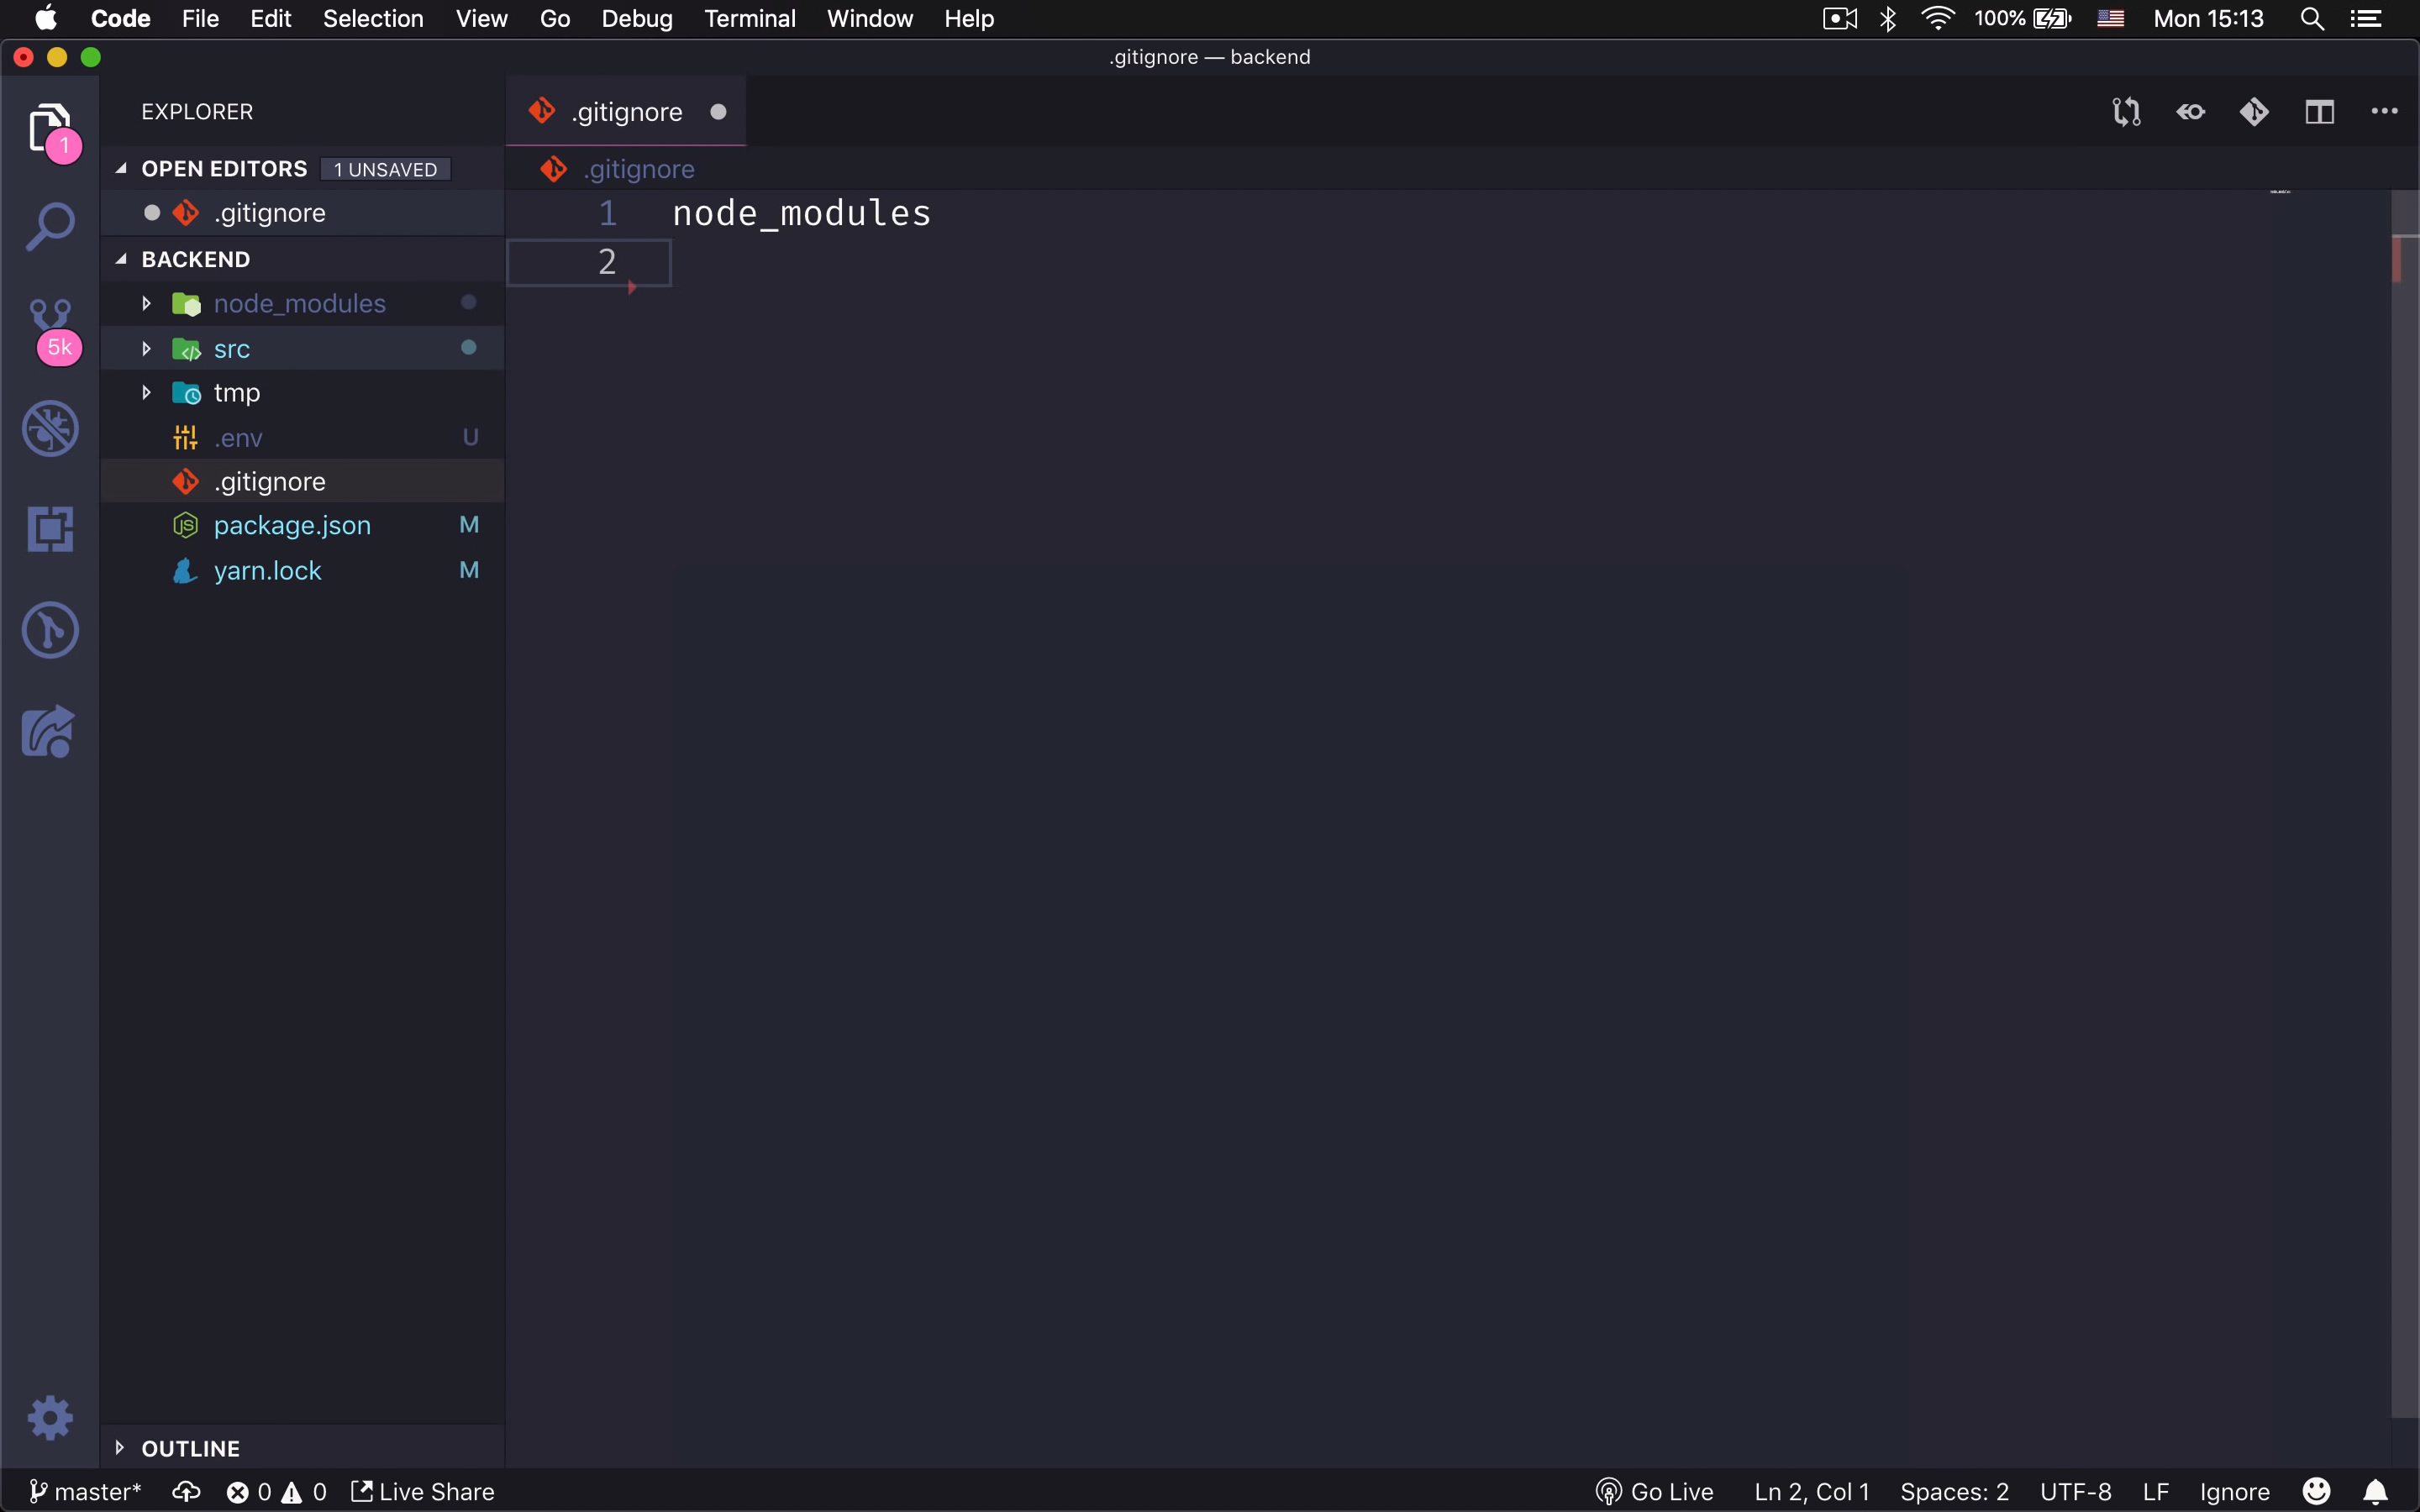 Code File Edit Selection View Go Debug Terminal Window Help 100% Mon 15:13
.gitignore — backend
EXPLORER
.gitignore
1
OPEN EDITORS 1 UNSAVED
.gitignore
.gitignore
1 node_modules
2
BACKEND
node_modules
src
5k
tmp
.env U
.gitignore
package.json M
yarn.lock M
OUTLINE
master* 0 0 Live Share Go Live Ln 2, Col 1 Spaces: 2 UTF-8 LF Ignore